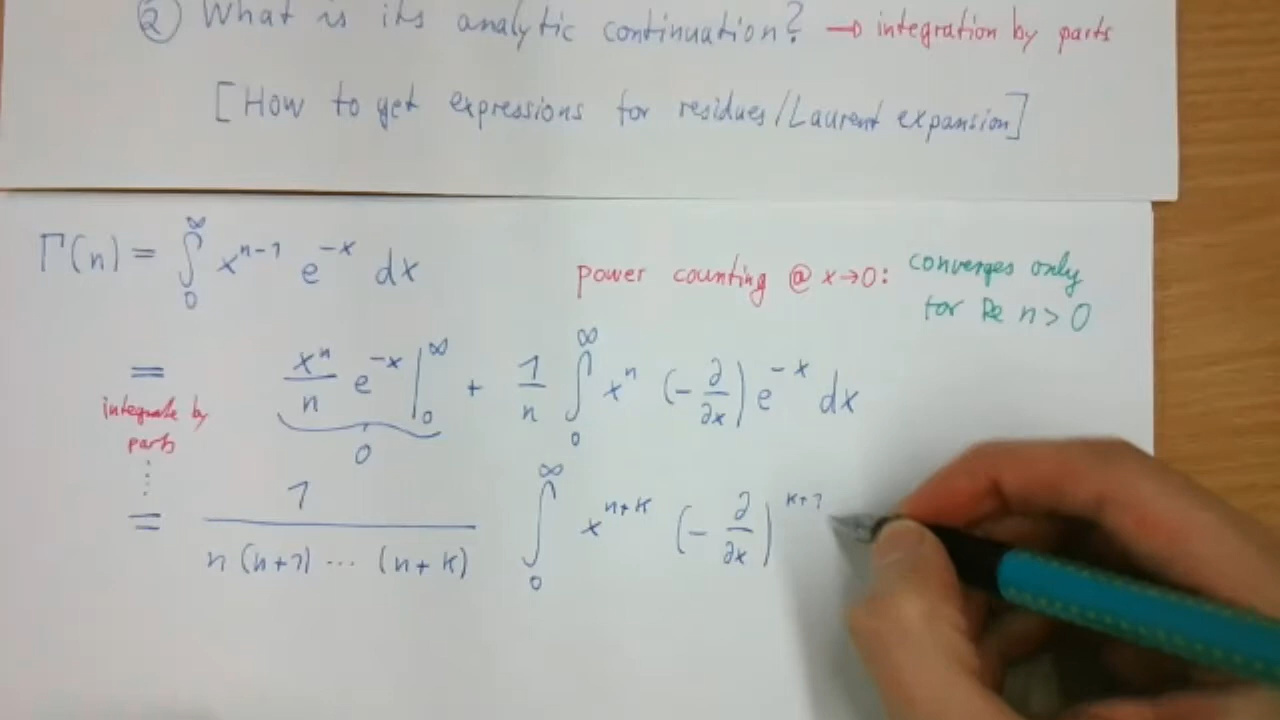 ② What is its analytic continuation? → integration by parts
[How to get expressions for residues/Laurent expansion]
Γ(n) = ∫₀^∞ x^{n-1} e^{-x} dx
power counting @ x→0: converges only
for Re n > 0
= x^n/n e^{-x} |₀^∞ + 1/n ∫₀^∞ x^n (-∂/∂x) e^{-x} dx
integrate by
parts
0
⋮
= 1/(n (n+1) ... (n+k)) ∫₀^∞ x^{n+k} (-∂/∂x)^{k+1}